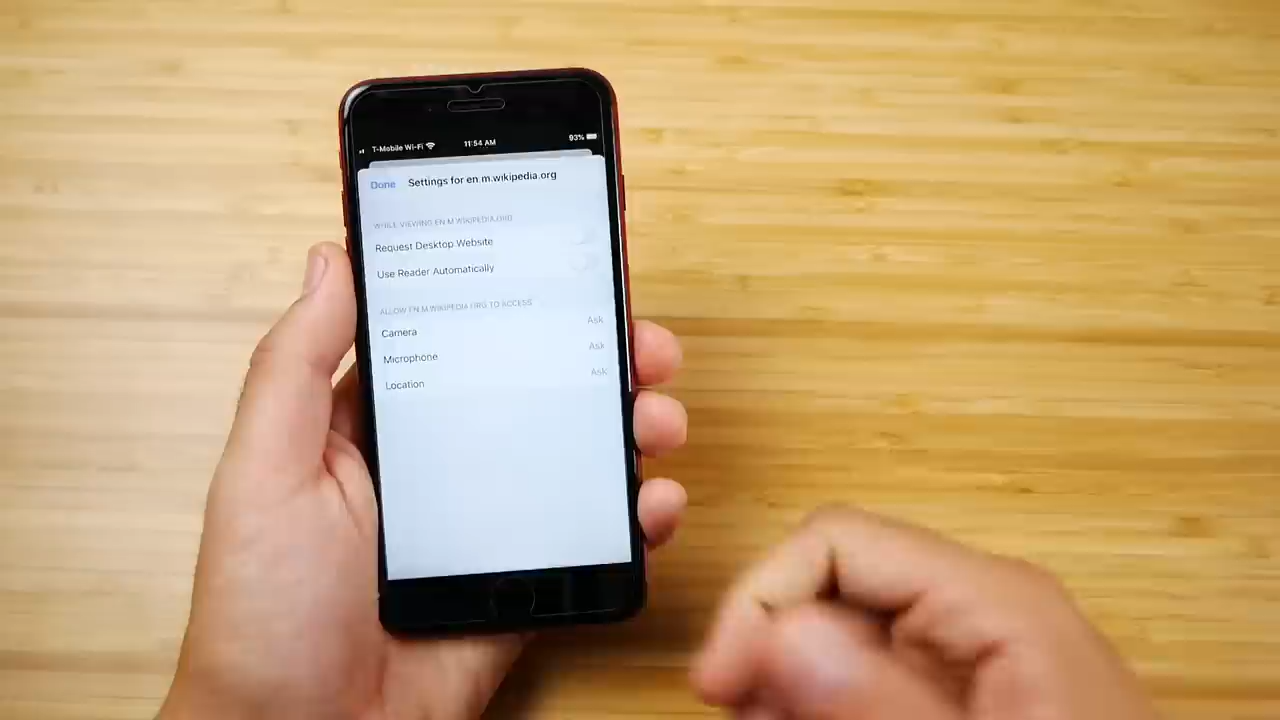 T-Mobile Wi-Fi 11:54 AM 93%
Done Settings for en.m.wikipedia.org
WHILE VIEWING EN.M.WIKIPEDIA.ORG
Request Desktop Website
Use Reader Automatically
ALLOW EN.M.WIKIPEDIA.ORG TO ACCESS
Camera Ask
Microphone Ask
Location Ask